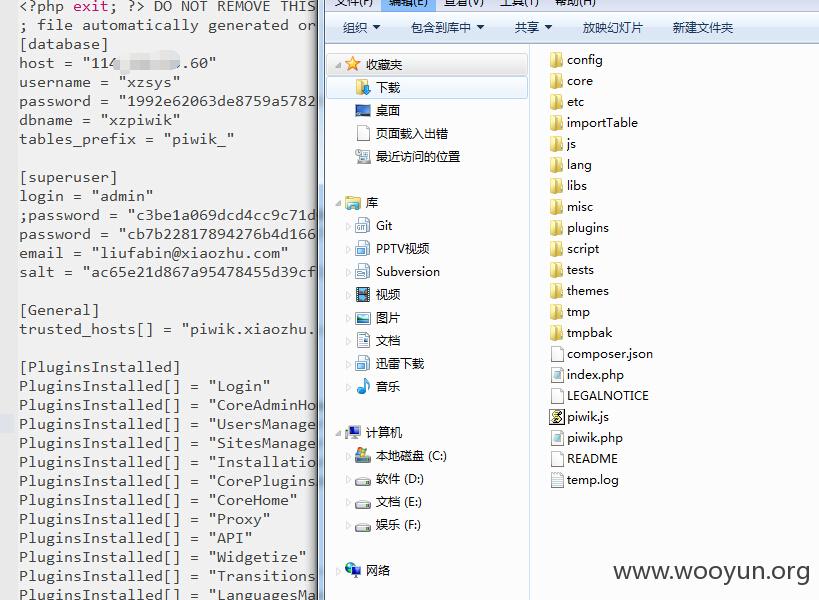 <?php exit; ?> DO NOT REMOVE THIS
; file automatically generated or
[database]
host = "114 .60"
username = "xzsys"
password = "1992e62063de8759a5782
dbname = "xzpiwik"
tables_prefix = "piwik_"
[superuser]
login = "admin"
;password = "c3be1a069dcd4cc9c71d
password = "cb7b22817894276b4d166
email = "liufabin@xiaozhu.com"
salt = "ac65e21d867a95478455d39cf
[General]
trusted_hosts[] = "piwik.xiaozhu.
[PluginsInstalled]
PluginsInstalled[] = "Login"
PluginsInstalled[] = "CoreAdminHo
PluginsInstalled[] = "UsersManage
PluginsInstalled[] = "SitesManage
PluginsInstalled[] = "Installatio
PluginsInstalled[] = "CorePlugins
PluginsInstalled[] = "CoreHome"
PluginsInstalled[] = "Proxy"
PluginsInstalled[] = "API"
PluginsInstalled[] = "Widgetize"
PluginsInstalled[] = "Transitions
PluginsInstalled[] = "LanguagesMa
文件(F) 编辑(E) 查看(V) 工具(T) 帮助(H)
组织 包含到库中 共享 放映幻灯片 新建文件夹
收藏夹
下载
桌面
页面载入出错
最近访问的位置
库
Git
PPTV视频
Subversion
视频
图片
文档
迅雷下载
音乐
计算机
本地磁盘 (C:)
软件 (D:)
文档 (E:)
娱乐 (F:)
网络
config
core
etc
importTable
js
lang
libs
misc
plugins
script
tests
themes
tmp
tmpbak
composer.json
index.php
LEGALNOTICE
piwik.js
piwik.php
README
temp.log
www.wooyun.org